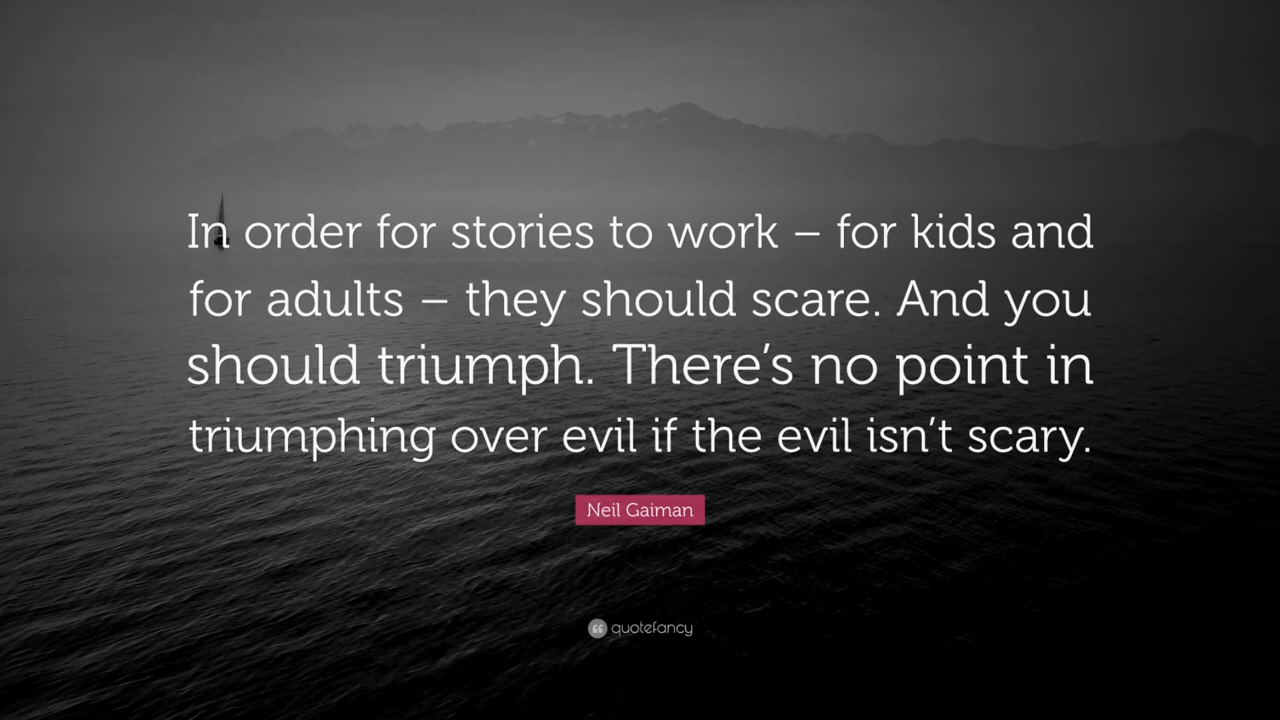 In order for stories to work – for kids and
for adults – they should scare. And you
should triumph. There’s no point in
triumphing over evil if the evil isn’t scary.
Neil Gaiman
quotefancy